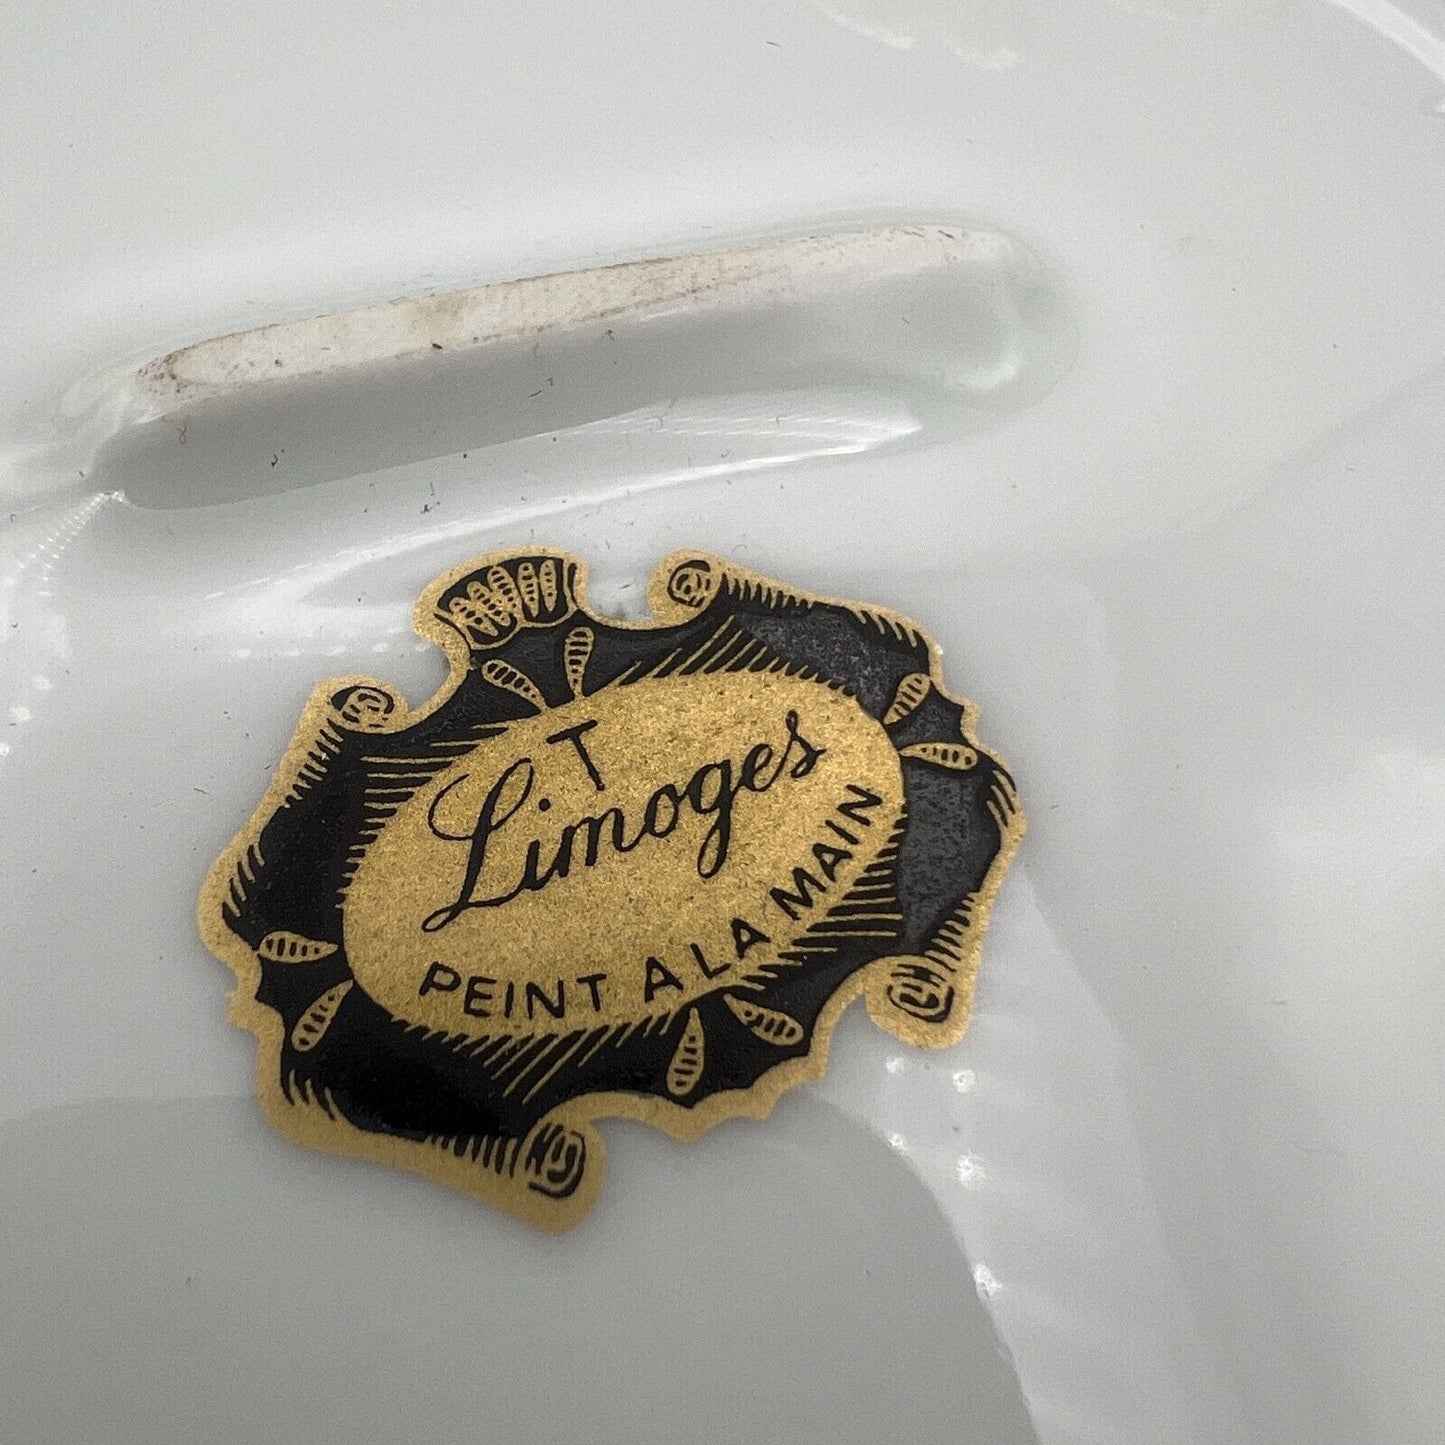 T
Limoges
PEINT A LA MAIN